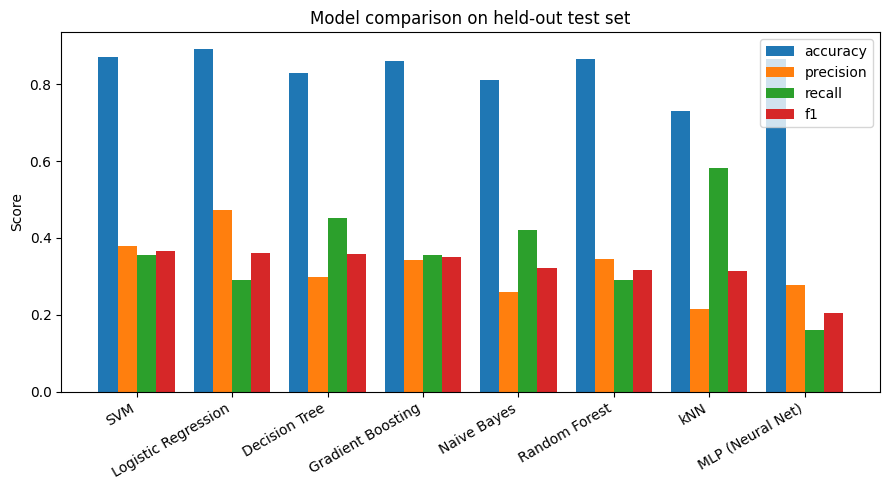 Model comparison on held-out test set
accuracy
precision
recall
f1
Score
0.8
0.6
0.4
0.2
0.0
SVM
Logistic Regression
Decision Tree
Gradient Boosting
Naive Bayes
Random Forest
kNN
MLP (Neural Net)